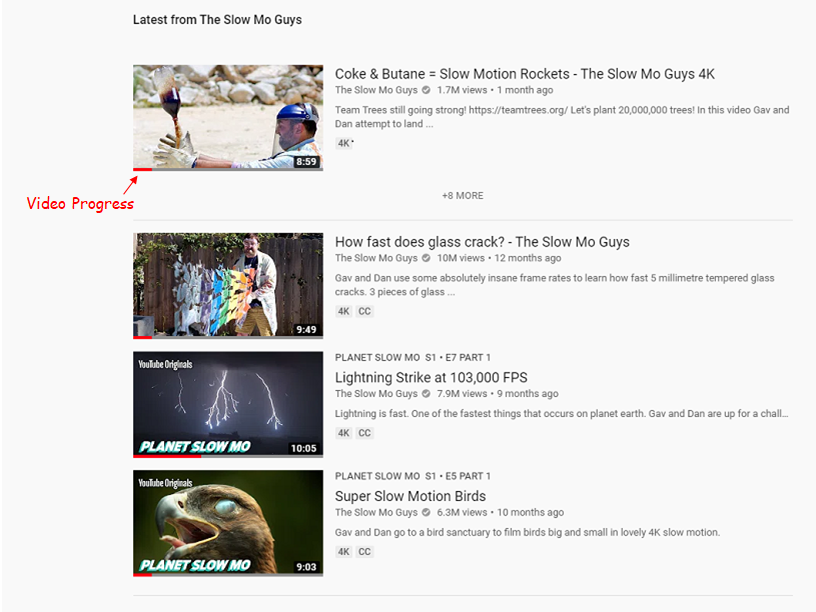 Latest from The Slow Mo Guys
Coke & Butane = Slow Motion Rockets - The Slow Mo Guys 4K
The Slow Mo Guys 1.7M views • 1 month ago
Team Trees still going strong! https://teamtrees.org/ Let's plant 20,000,000 trees! In this video Gav and
Dan attempt to land ...
8:59
4K
Video Progress
+8 MORE
How fast does glass crack? - The Slow Mo Guys
The Slow Mo Guys 10M views • 12 months ago
Gav and Dan use some absolutely insane frame rates to learn how fast 5 millimetre tempered glass
cracks. 3 pieces of glass ...
4K CC
9:49
YouTube Originals
PLANET SLOW MO
10:05
PLANET SLOW MO S1 • E7 PART 1
Lightning Strike at 103,000 FPS
The Slow Mo Guys 7.9M views • 9 months ago
Lightning is fast. One of the fastest things that occurs on planet earth. Gav and Dan are up for a chall...
4K CC
YouTube Originals
PLANET SLOW MO
9:03
PLANET SLOW MO S1 • E5 PART 1
Super Slow Motion Birds
The Slow Mo Guys 6.3M views • 10 months ago
Gav and Dan go to a bird sanctuary to film birds big and small in lovely 4K slow motion.
4K CC